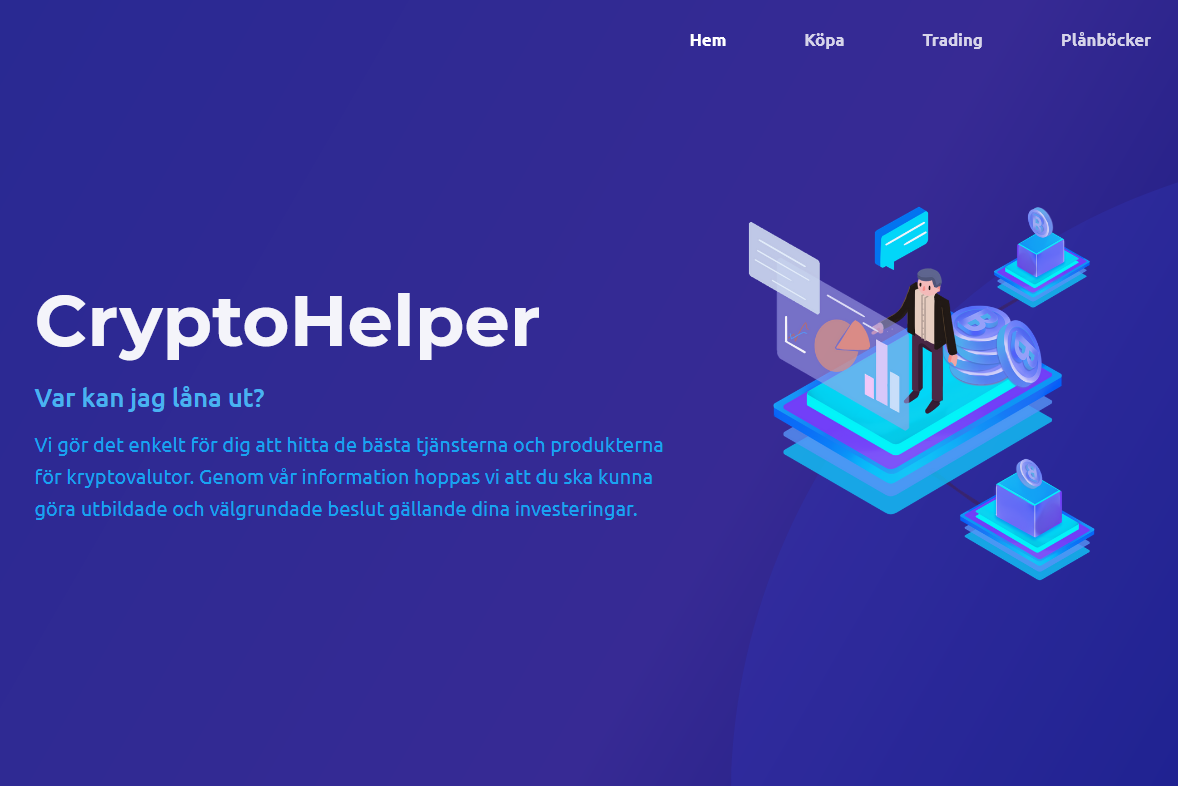 Hem Köpa Trading Plånböcker
CryptoHelper
Var kan jag låna ut?
Vi gör det enkelt för dig att hitta de bästa tjänsterna och produkterna
för kryptovalutor. Genom vår information hoppas vi att du ska kunna
göra utbildade och välgrundade beslut gällande dina investeringar.